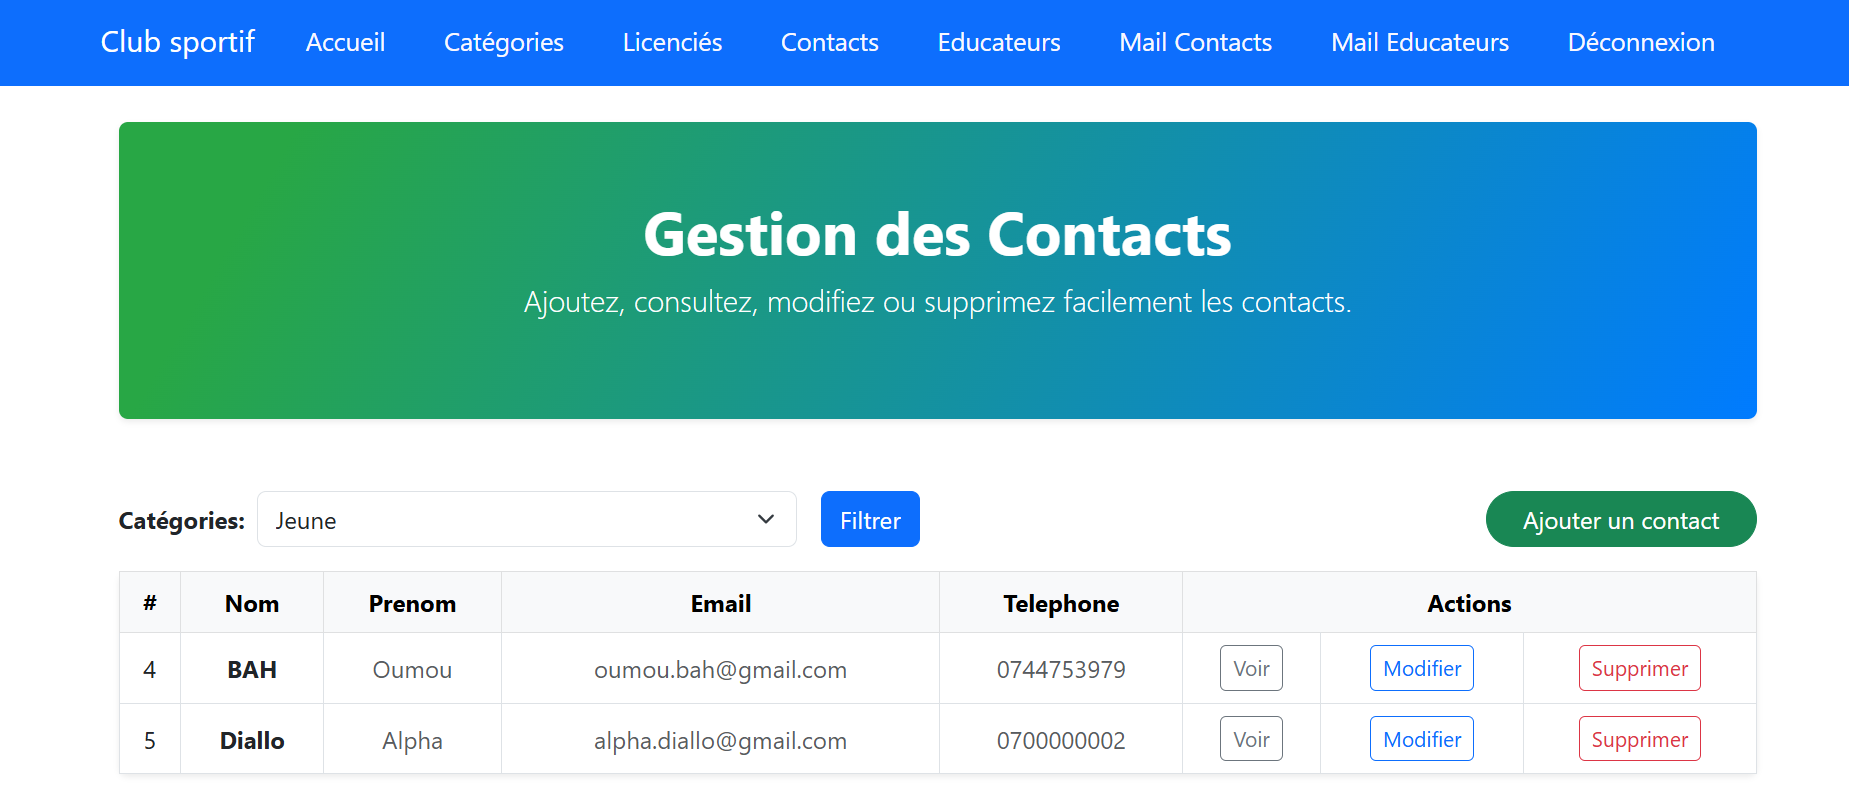 Club sportif Accueil Catégories Licenciés Contacts Educateurs Mail Contacts Mail Educateurs Déconnexion
Gestion des Contacts
Ajoutez, consultez, modifiez ou supprimez facilement les contacts.
Catégories: Jeune Filtrer Ajouter un contact
# Nom Prenom Email Telephone Actions
4 BAH Oumou oumou.bah@gmail.com 0744753979 Voir Modifier Supprimer
5 Diallo Alpha alpha.diallo@gmail.com 0700000002 Voir Modifier Supprimer